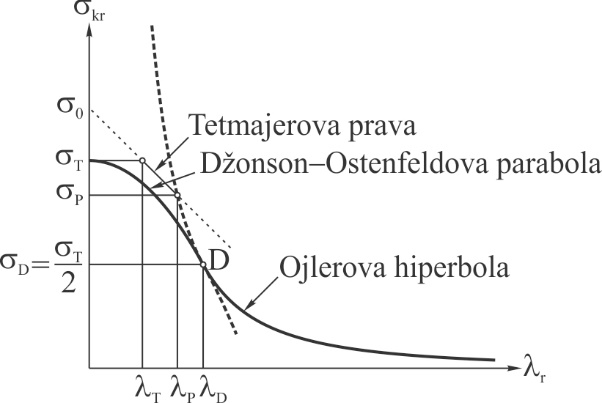 σkr
σ0
Tetmajerova prava
σT
Džonson–Ostenfeldova parabola
σP
σD=σT/2
D
Ojlerova hiperbola
λT λP λD λr